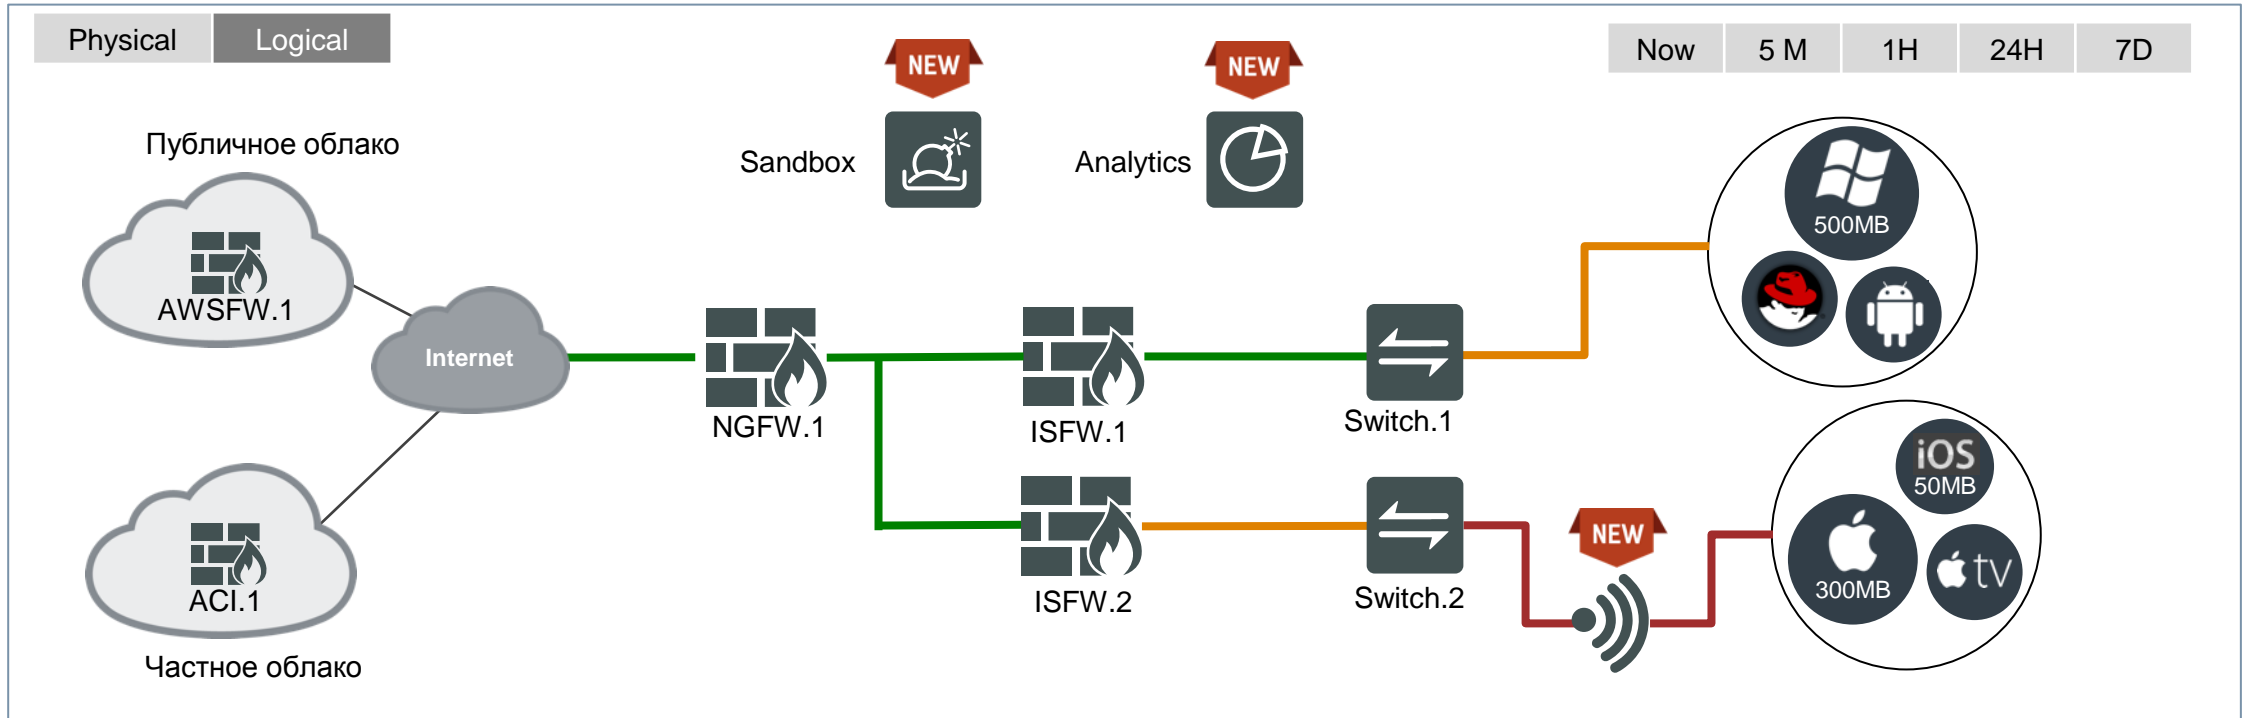 Physical
Logical
NEW
NEW
Now
5 M
1H
24H
7D
Публичное облако
Sandbox
Analytics
500MB
AWSFW.1
Internet
NGFW.1
ISFW.1
Switch.1
iOS
50MB
NEW
tv
300MB
ACI.1
ISFW.2
Switch.2
Частное облако